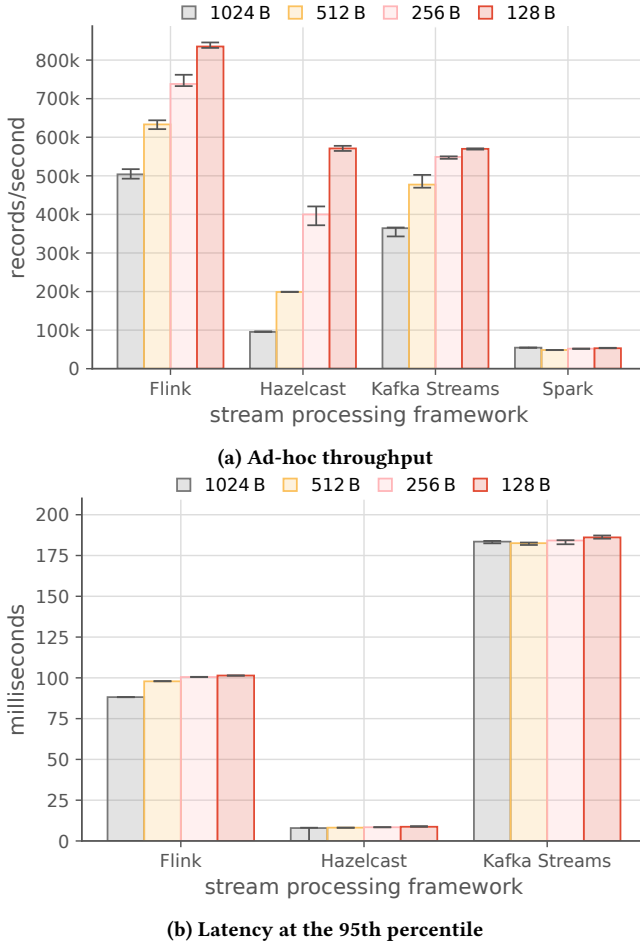 1024 B 512 B 256 B 128 B
800k
700k
600k
500k
400k
300k
200k
100k
0
records/second
Flink Hazelcast Kafka Streams Spark
stream processing framework
(a) Ad-hoc throughput
1024 B 512 B 256 B 128 B
200
175
150
125
100
75
50
25
0
milliseconds
Flink Hazelcast Kafka Streams
stream processing framework
(b) Latency at the 95th percentile